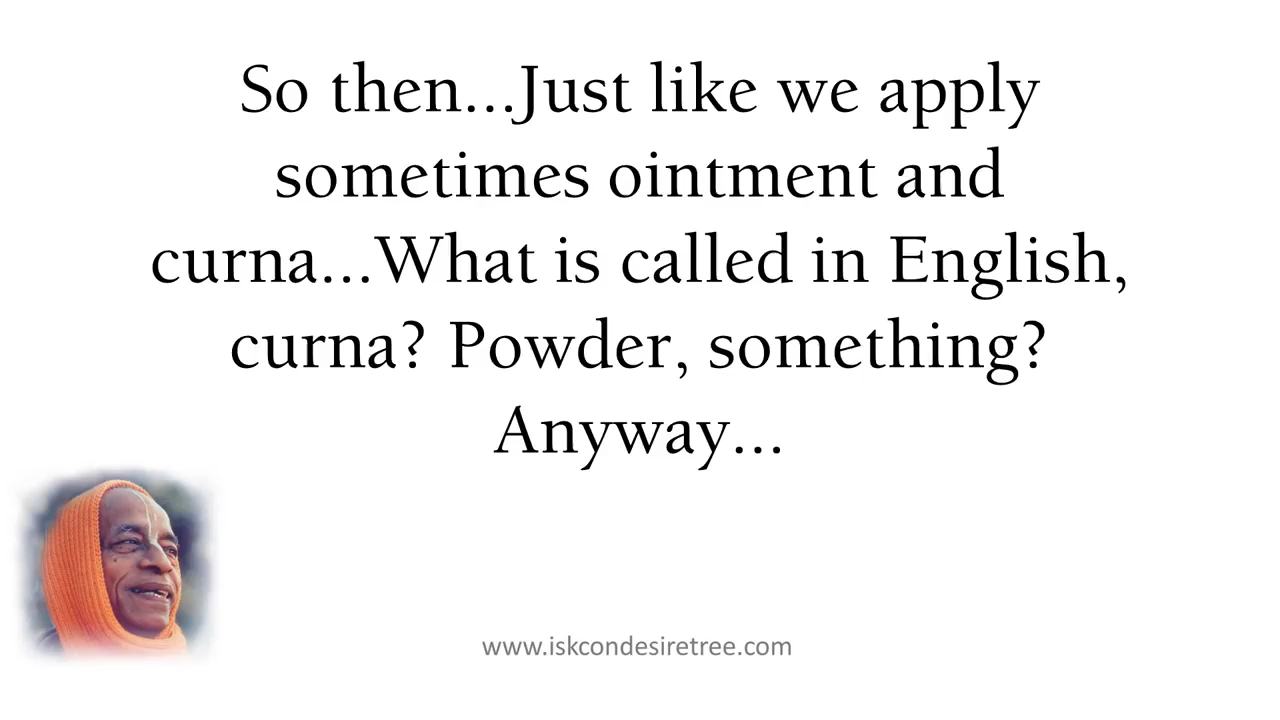 So then...Just like we apply
sometimes ointment and
curna...What is called in English,
curna? Powder, something?
Anyway...
www.iskcondesiretree.com